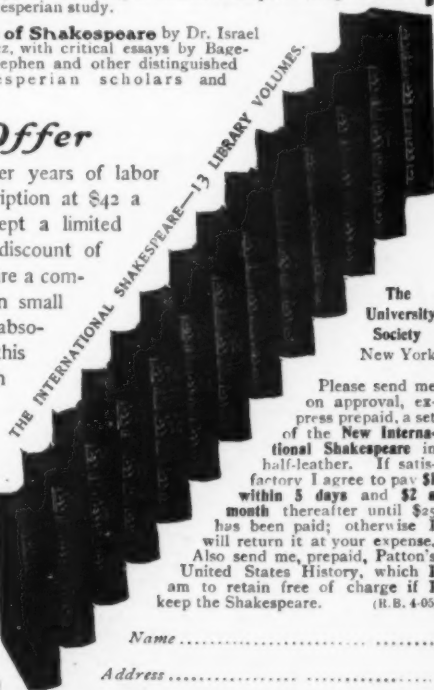 esperian study.
of Shakespeare by Dr. Israel
cz, with critical essays by Bage-
ephen and other distinguished
esperian scholars and
Offer
er years of labor
ription at $42 a
ept a limited
discount of
re a com-
n small
abso-
this
THE INTERNATIONAL SHAKESPEARE—13 LIBRARY VOLUMES.
The
University
Society
New York
Please send me
on approval, ex-
press prepaid, a set
of the New Interna-
tional Shakespeare in
half-leather. If satis-
factory I agree to pay $1
within 5 days and $2 a
month thereafter until $25
has been paid; otherwise I
will return it at your expense.
Also send me, prepaid, Patton's
United States History, which I
am to retain free of charge if I
keep the Shakespeare. (R.B. 4-05
Name
Address